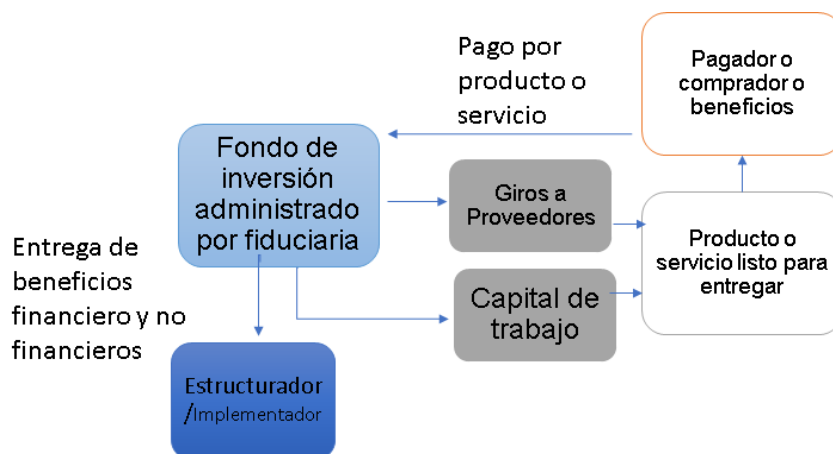 Pago por
producto o
servicio
Pagador o
comprador o
beneficios
Fondo de
inversión
administrado
por fiduciaria
Giros a
Proveedores
Producto o
servicio listo para
entregar
Entrega de
beneficios
financiero y no
financieros
Capital de
trabajo
Estructurador
/Implementador